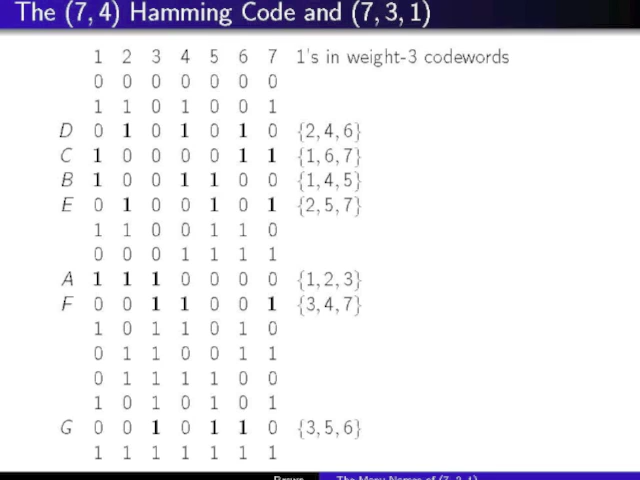 The (7, 4) Hamming Code and (7, 3, 1)
1 2 3 4 5 6 7 1's in weight-3 codewords
0 0 0 0 0 0 0
1 1 0 1 0 0 1
D 0 1 0 1 0 1 0 {2, 4, 6}
C 1 0 0 0 0 1 1 {1, 6, 7}
B 1 0 0 1 1 0 0 {1, 4, 5}
E 0 1 0 0 1 0 1 {2, 5, 7}
1 1 0 0 1 1 0
0 0 0 1 1 1 1
A 1 1 1 0 0 0 0 {1, 2, 3}
F 0 0 1 1 0 0 1 {3, 4, 7}
1 0 1 1 0 1 0
0 1 1 0 0 1 1
0 1 1 1 1 0 0
1 0 1 0 1 0 1
G 0 0 1 0 1 1 0 {3, 5, 6}
1 1 1 1 1 1 1
Brown The Many Names of (7, 3, 1)